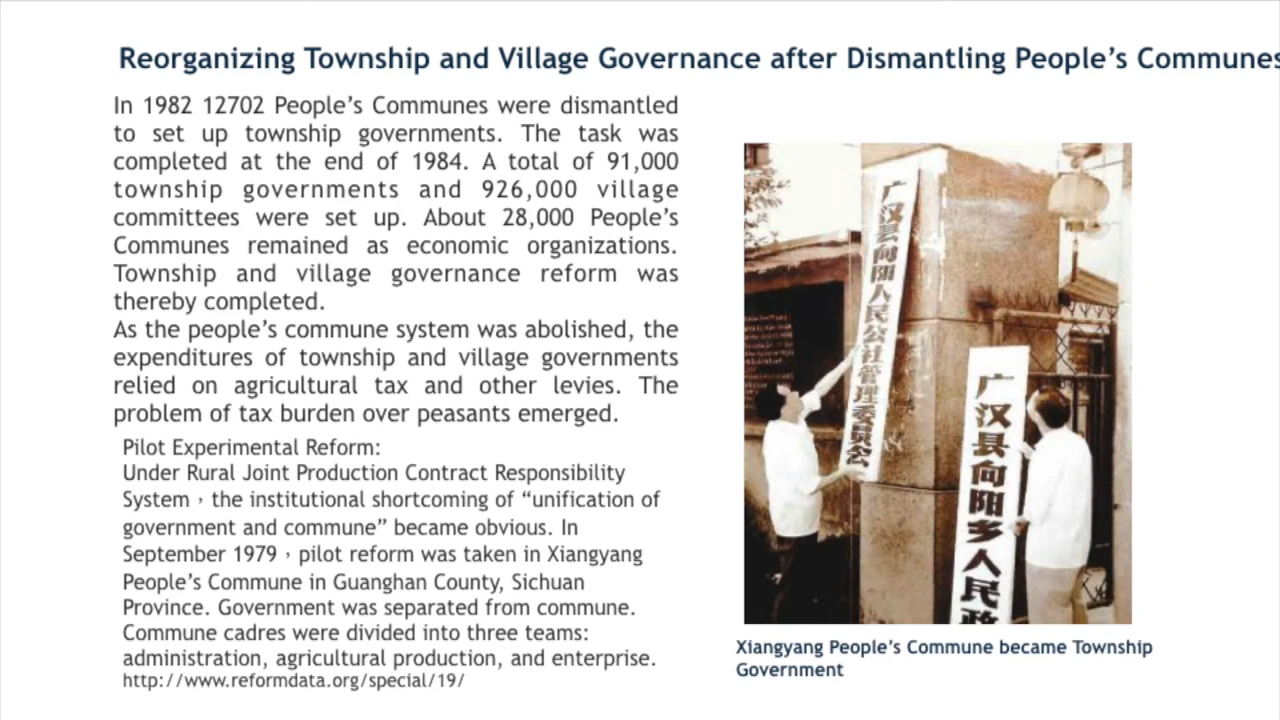 Reorganizing Township and Village Governance after Dismantling People’s Communes
In 1982 12702 People’s Communes were dismantled
to set up township governments. The task was
completed at the end of 1984. A total of 91,000
township governments and 926,000 village
committees were set up. About 28,000 People’s
Communes remained as economic organizations.
Township and village governance reform was
thereby completed.
As the people’s commune system was abolished, the
expenditures of township and village governments
relied on agricultural tax and other levies. The
problem of tax burden over peasants emerged.
Pilot Experimental Reform:
Under Rural Joint Production Contract Responsibility
System，the institutional shortcoming of “unification of
government and commune” became obvious. In
September 1979，pilot reform was taken in Xiangyang
People’s Commune in Guanghan County, Sichuan
Province. Government was separated from commune.
Commune cadres were divided into three teams:
administration, agricultural production, and enterprise.
http://www.reformdata.org/special/19/
广汉县向阳人民公社管理委员会
广汉县向阳乡人民政
Xiangyang People’s Commune became Township
Government